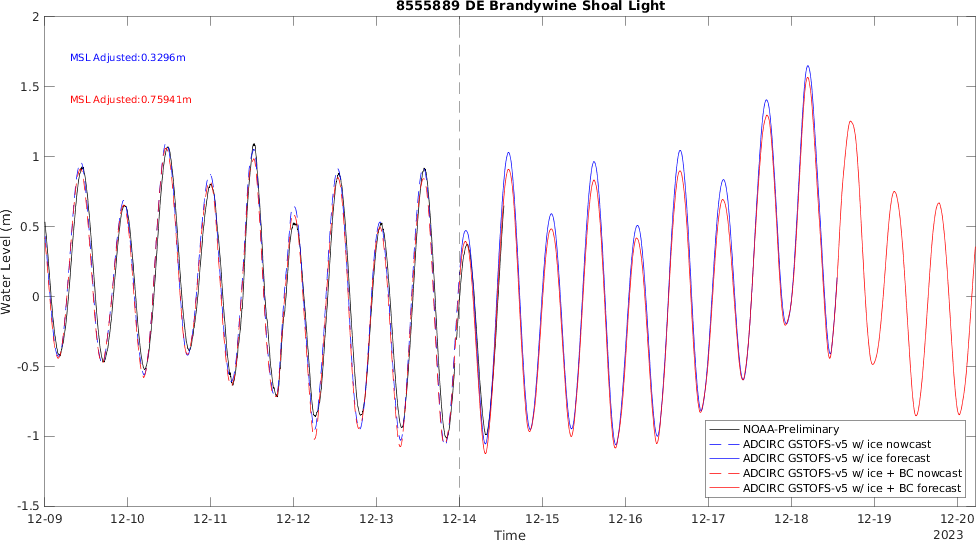 8555889 DE Brandywine Shoal Light
MSL Adjusted:0.3296m
MSL Adjusted:0.75941m
Water Level (m)
2
1.5
1
0.5
0
-0.5
-1
-1.5
NOAA-Preliminary
ADCIRC GSTOFS-v5 w/ ice nowcast
ADCIRC GSTOFS-v5 w/ ice forecast
ADCIRC GSTOFS-v5 w/ ice + BC nowcast
ADCIRC GSTOFS-v5 w/ ice + BC forecast
12-09 12-10 12-11 12-12 12-13 12-14 12-15 12-16 12-17 12-18 12-19 12-20
Time
2023